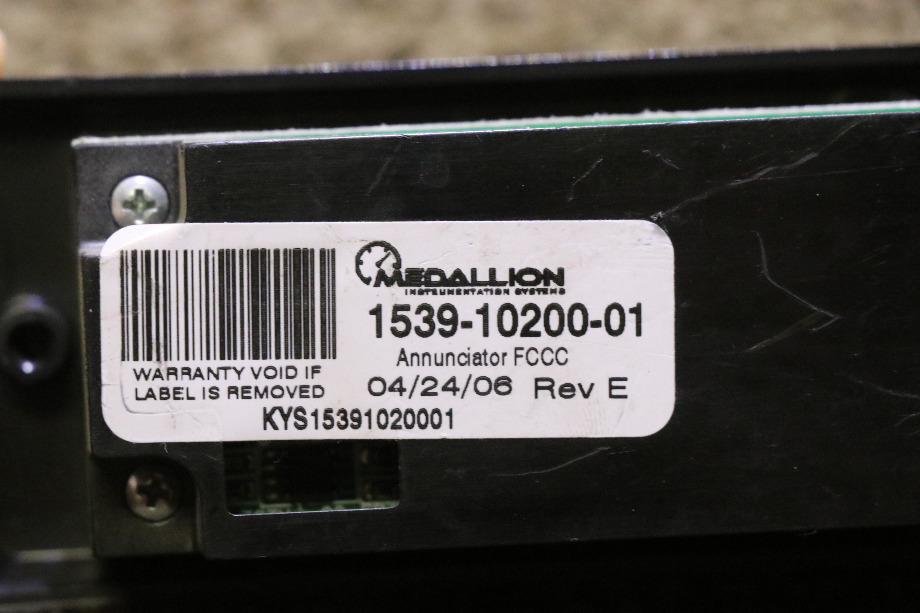 MEDALLION
INSTRUMENTATION SYSTEMS
1539-10200-01
Annunciator FCCC
04/24/06 Rev E
WARRANTY VOID IF
LABEL IS REMOVED
KYS15391020001